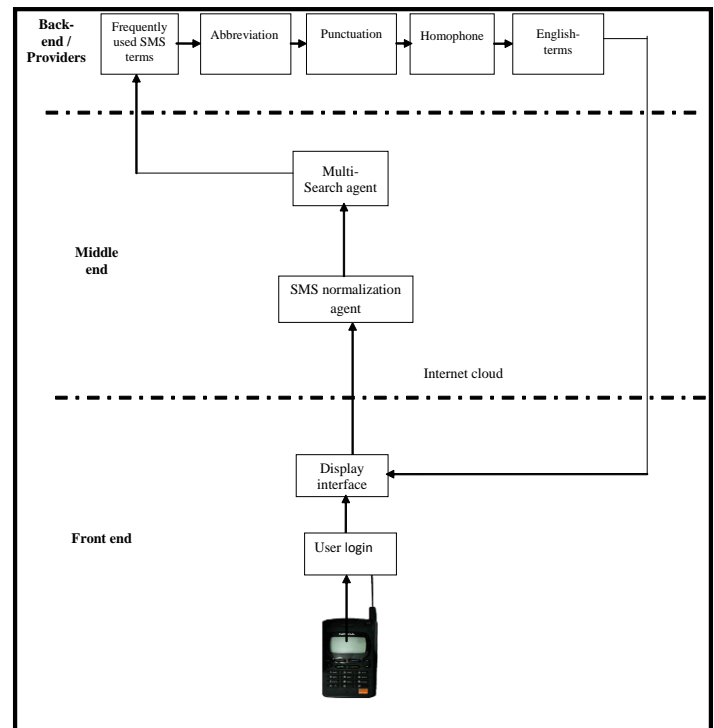 Back-
end /
Providers
Frequently
used SMS
terms
Abbreviation
Punctuation
Homophone
English-
terms
Multi-
Search agent
Middle
end
SMS normalization
agent
Internet cloud
Display
interface
Front end
User login